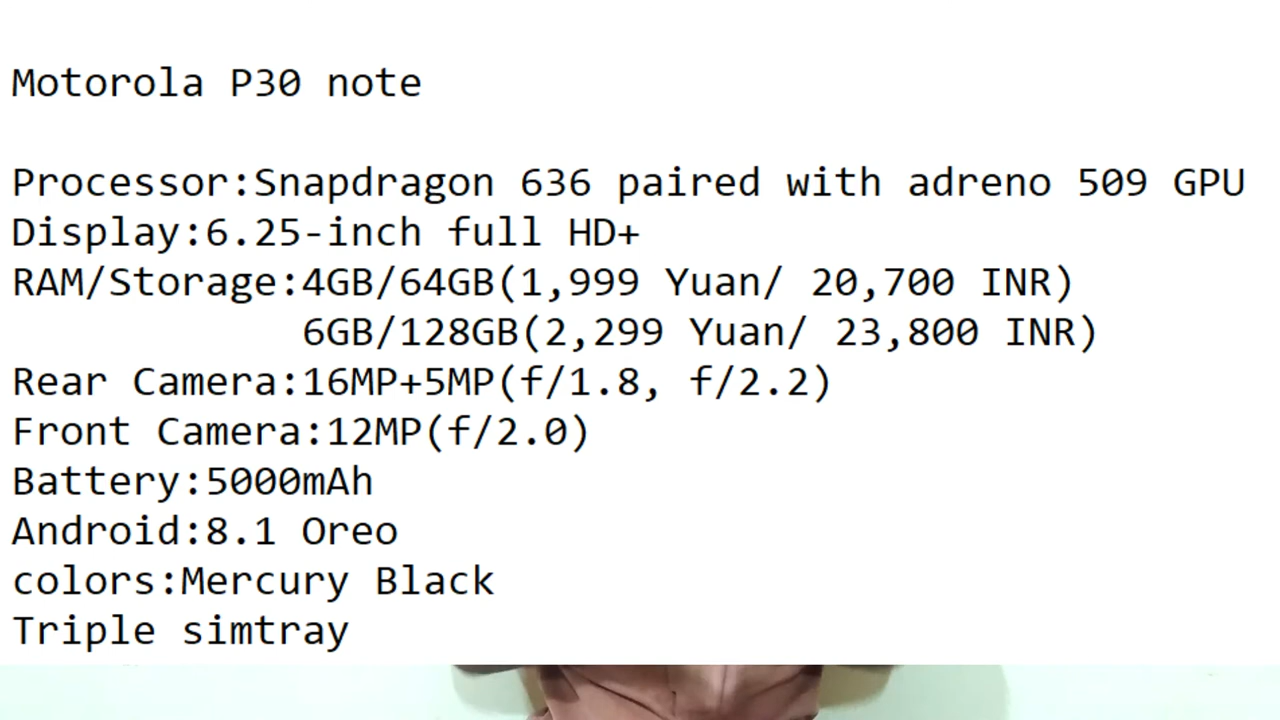 Motorola P30 note
Processor:Snapdragon 636 paired with adreno 509 GPU
Display:6.25-inch full HD+
RAM/Storage:4GB/64GB(1,999 Yuan/ 20,700 INR)
6GB/128GB(2,299 Yuan/ 23,800 INR)
Rear Camera:16MP+5MP(f/1.8, f/2.2)
Front Camera:12MP(f/2.0)
Battery:5000mAh
Android:8.1 Oreo
colors:Mercury Black
Triple simtray